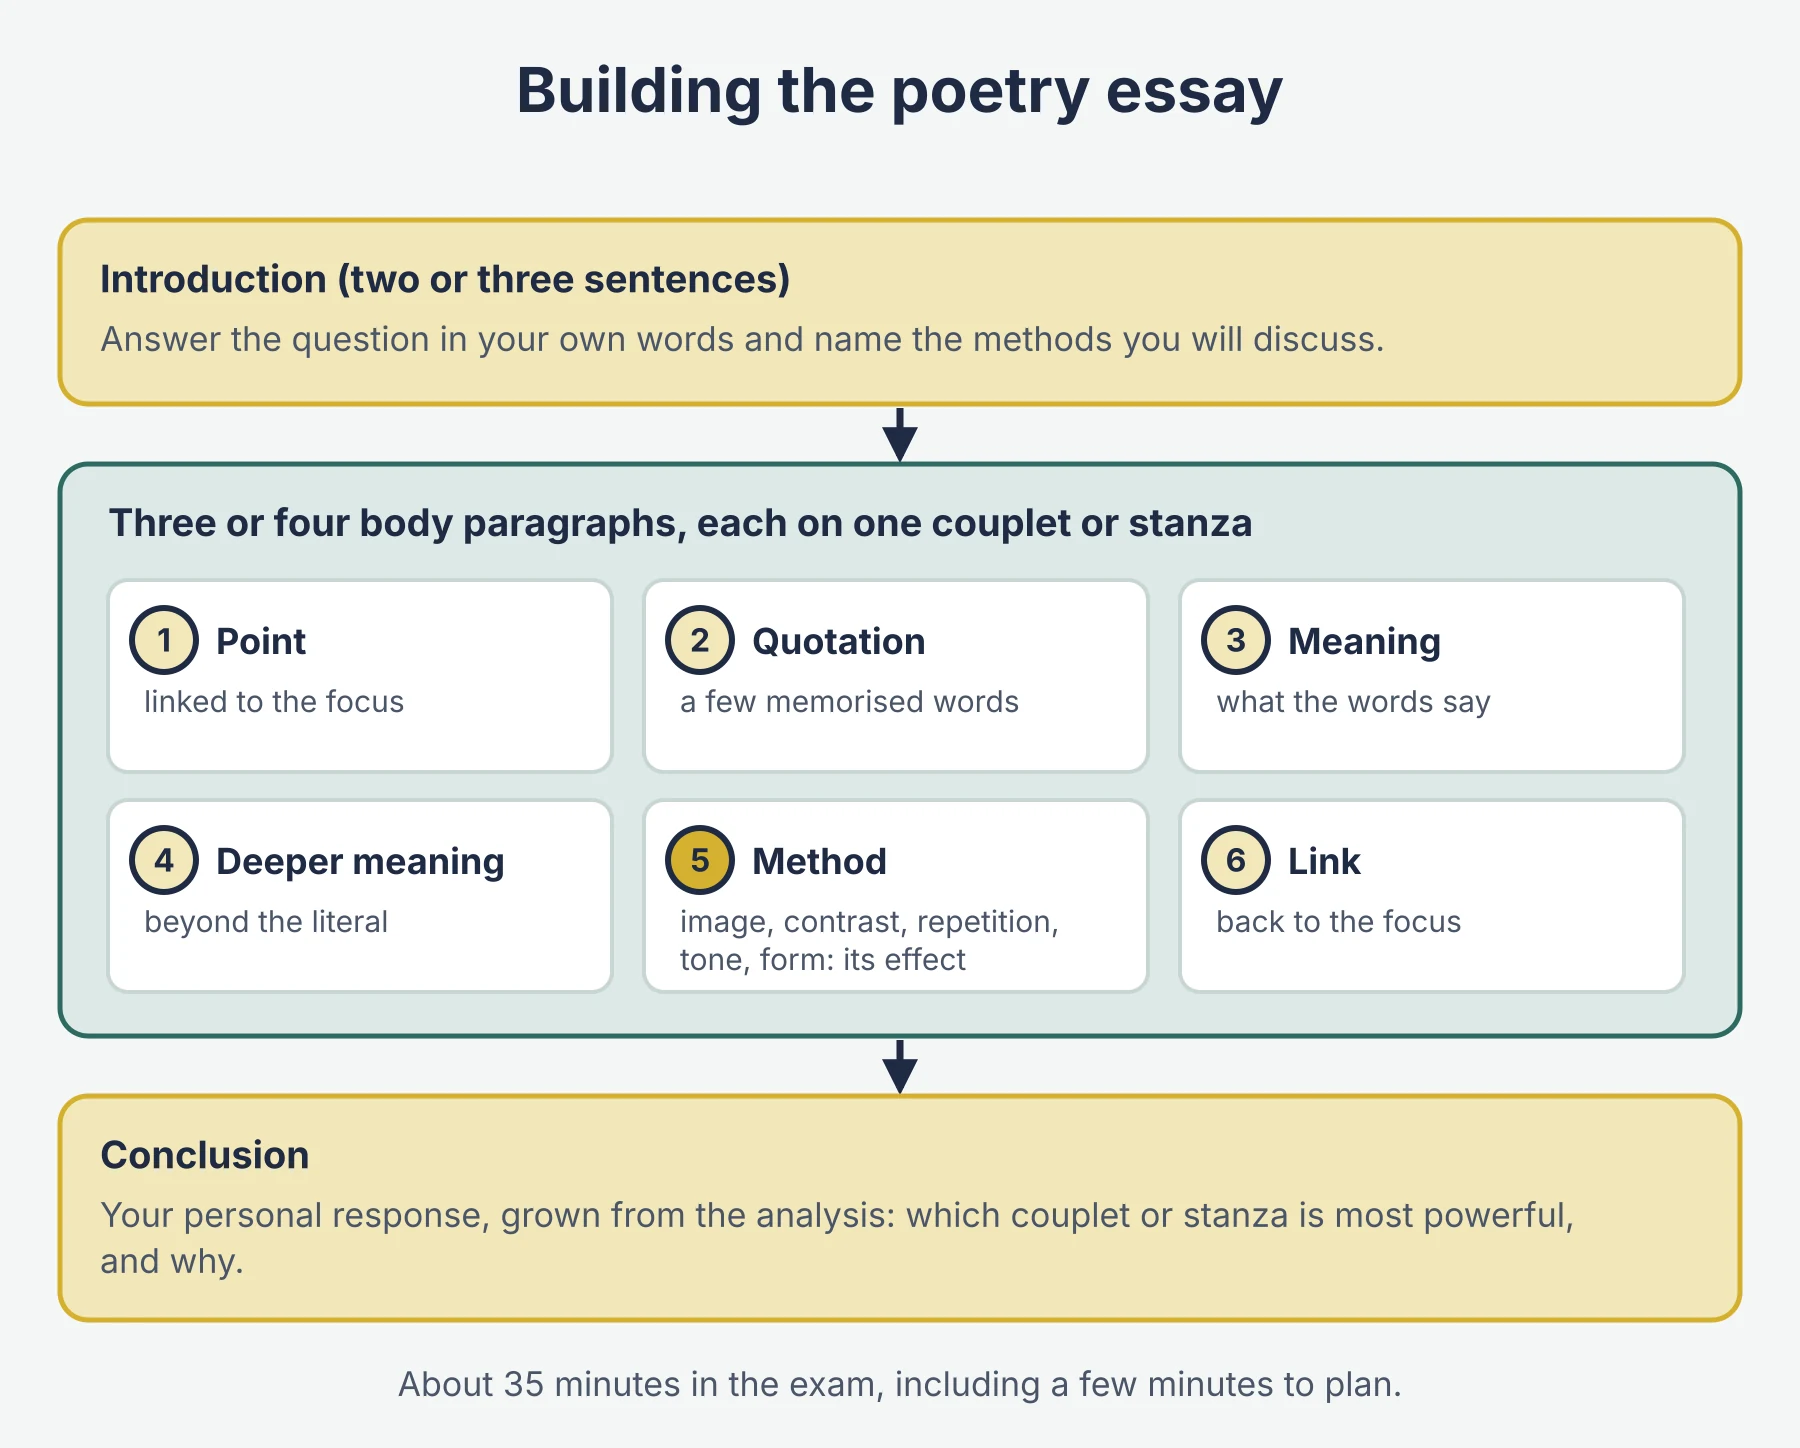 Building the poetry essay
Introduction (two or three sentences)
Answer the question in your own words and name the methods you will discuss.
Three or four body paragraphs, each on one couplet or stanza
1 Point
linked to the focus
2 Quotation
a few memorised words
3 Meaning
what the words say
4 Deeper meaning
beyond the literal
5 Method
image, contrast, repetition,
tone, form: its effect
6 Link
back to the focus
Conclusion
Your personal response, grown from the analysis: which couplet or stanza is most powerful,
and why.
About 35 minutes in the exam, including a few minutes to plan.